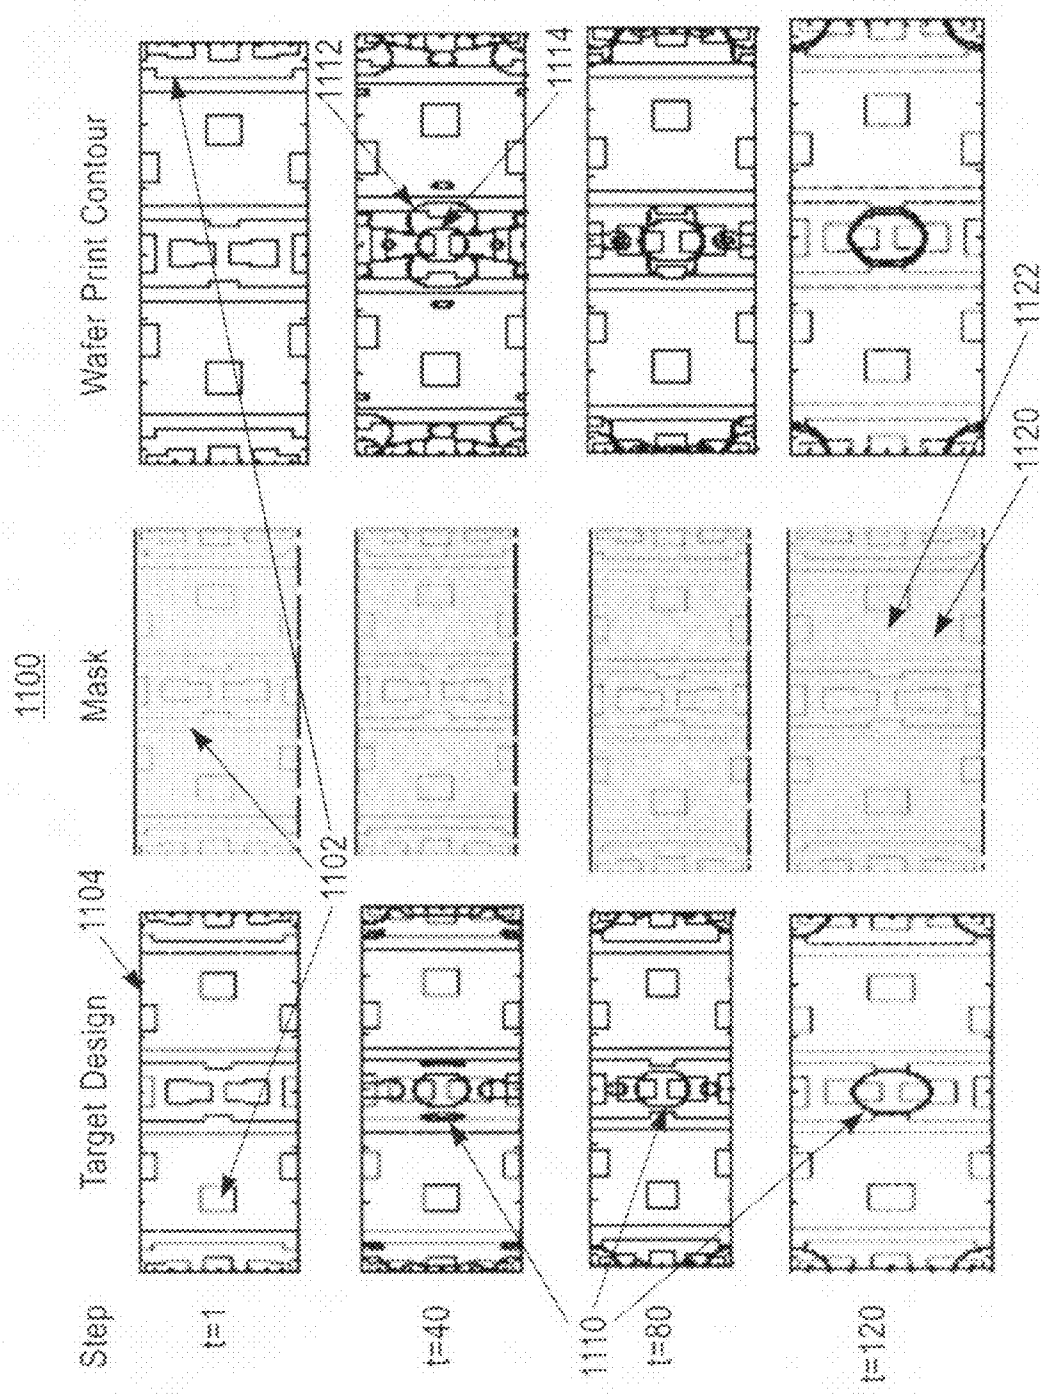 1100
Step Target Design Mask Wafer Print Contour
1104
t=1
1102
1112
t=40
1114
1110
t=80
t=120
1120
1122